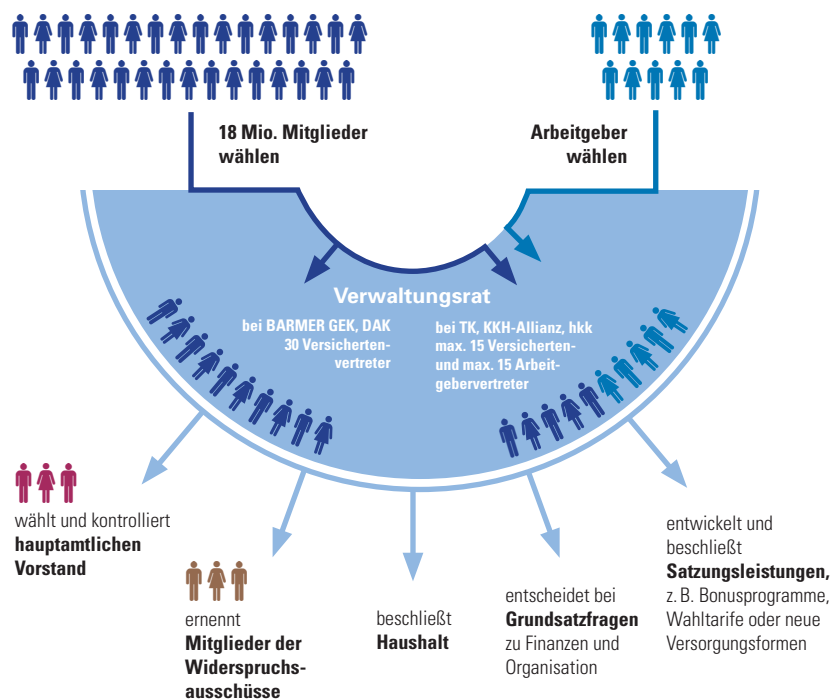 18 Mio. Mitglieder
wählen
Arbeitgeber
wählen
Verwaltungsrat
bei BARMER GEK, DAK
30 Versicherten-
vertreter
bei TK, KKH-Allianz, hkk
max. 15 Versicherten-
und max. 15 Arbeit-
gebervertreter
wählt und kontrolliert
hauptamtlichen
Vorstand
ernennt
Mitglieder der
Widerspruchs-
ausschüsse
beschließt
Haushalt
entscheidet bei
Grundsatzfragen
zu Finanzen und
Organisation
entwickelt und
beschließt
Satzungsleistungen,
z. B. Bonusprogramme,
Wahltarife oder neue
Versorgungsformen